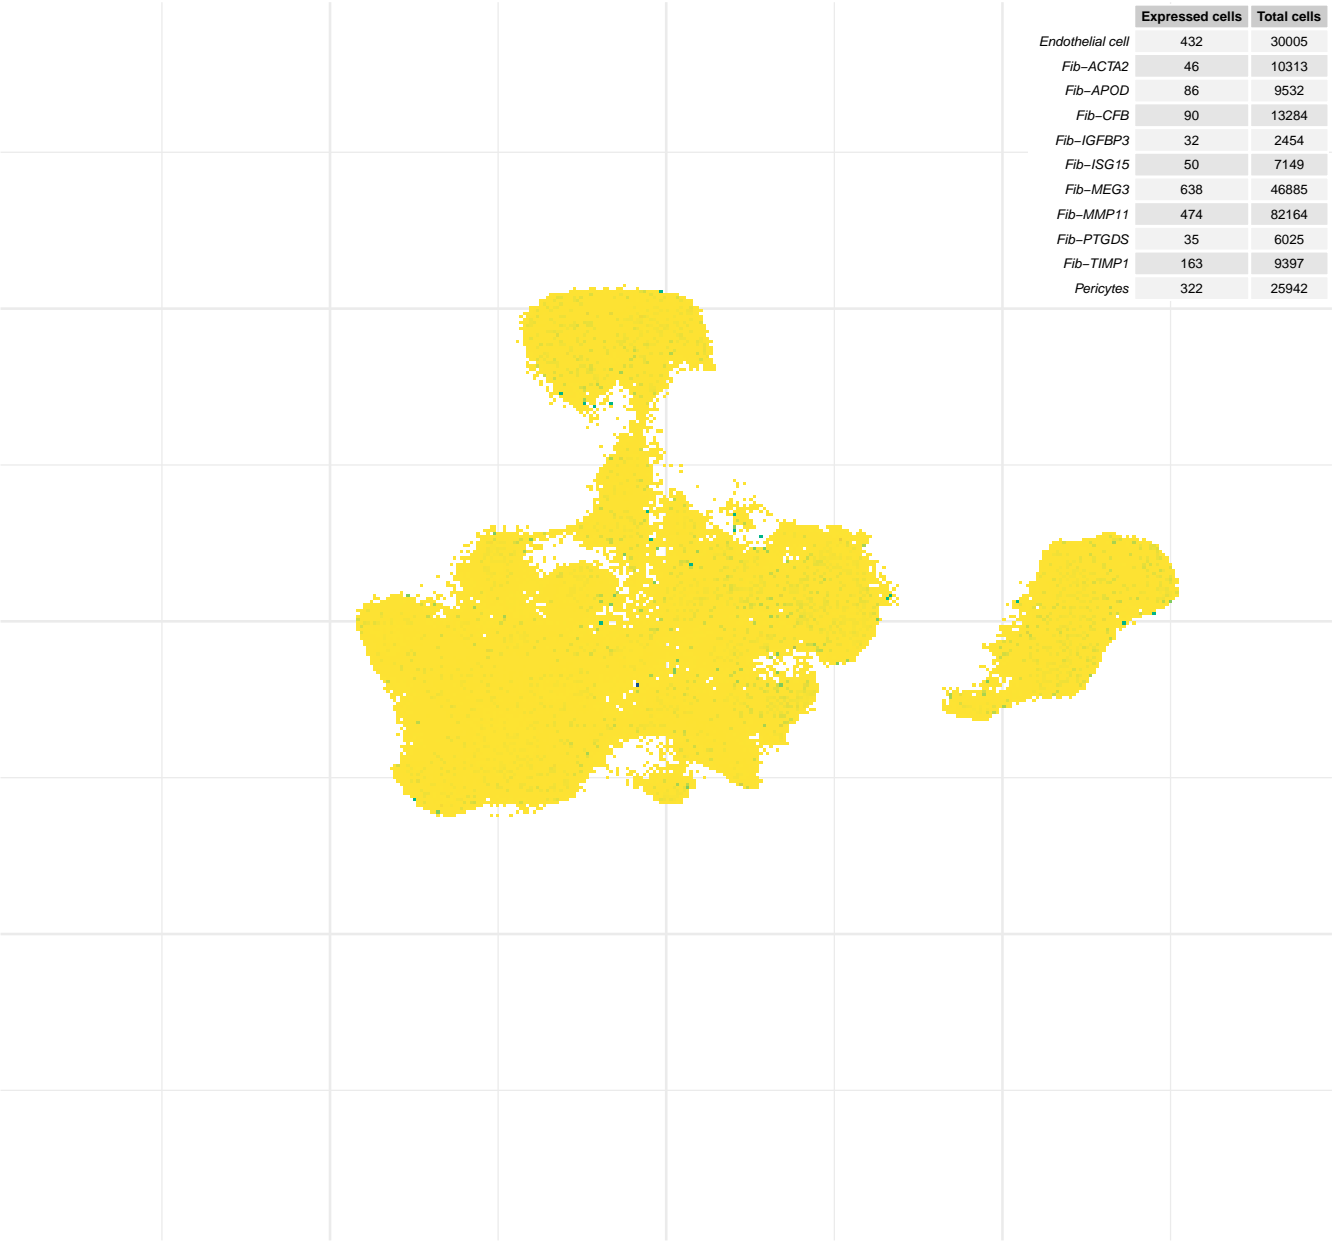 Expressed cells Total cells
Endothelial cell 432 30005
Fib−ACTA2 46 10313
Fib−APOD 86 9532
Fib−CFB 90 13284
Fib−IGFBP3 32 2454
Fib−ISG15 50 7149
Fib−MEG3 638 46885
Fib−MMP11 474 82164
Fib−PTGDS 35 6025
Fib−TIMP1 163 9397
Pericytes 322 25942